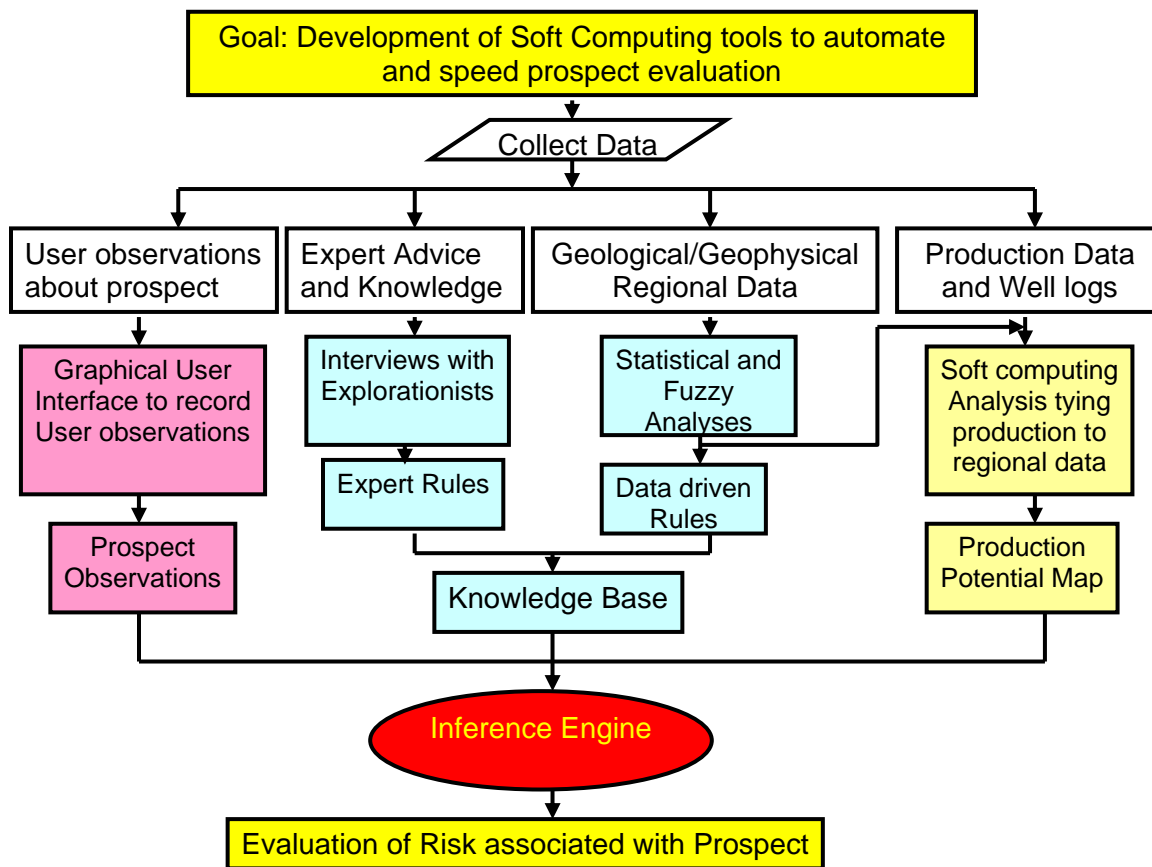 Goal: Development of Soft Computing tools to automate
and speed prospect evaluation
Collect Data
User observations
about prospect
Expert Advice
and Knowledge
Geological/Geophysical
Regional Data
Production Data
and Well logs
Graphical User
Interface to record
User observations
Interviews with
Explorationists
Statistical and
Fuzzy
Analyses
Soft computing
Analysis tying
production to
regional data
Expert Rules
Data driven
Rules
Prospect
Observations
Production
Potential Map
Knowledge Base
Inference Engine
Evaluation of Risk associated with Prospect